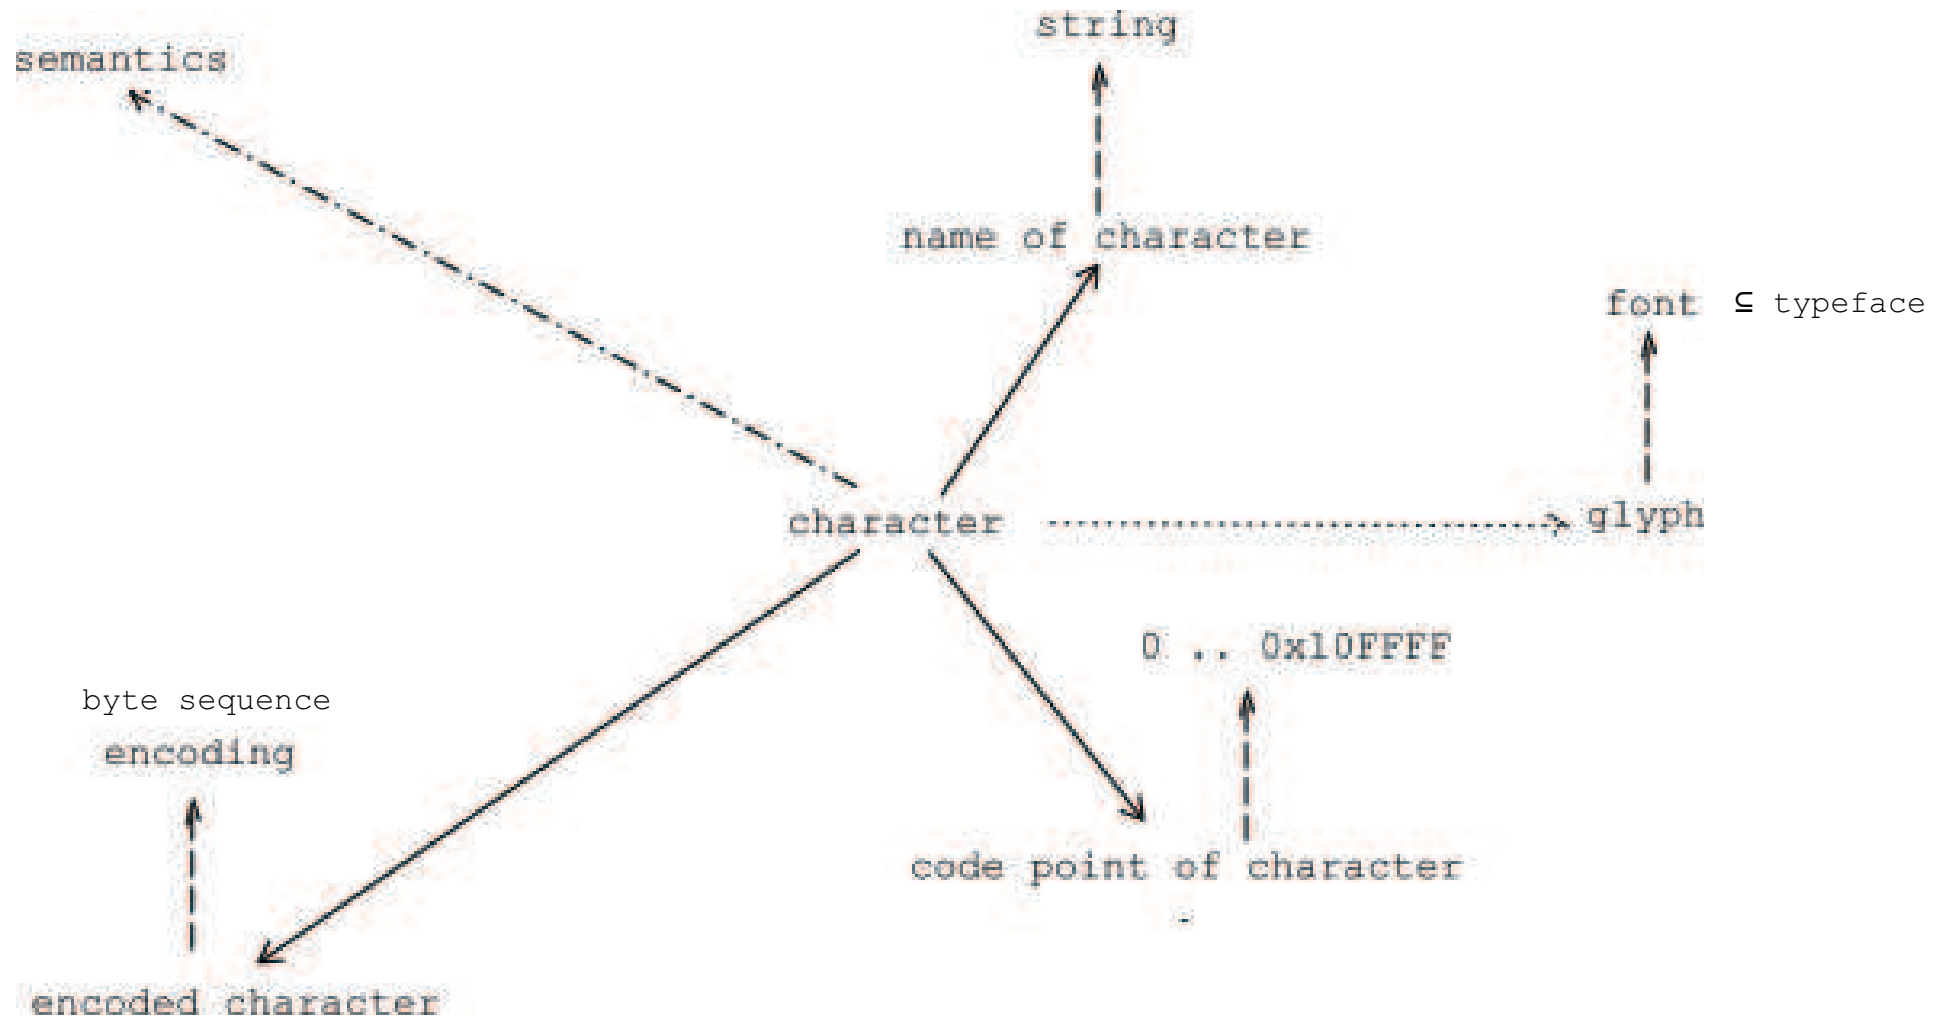 string
semantics
name of character
font ⊆ typeface
character
glyph
0 .. 0x10FFFF
byte sequence
encoding
code point of character
encoded character